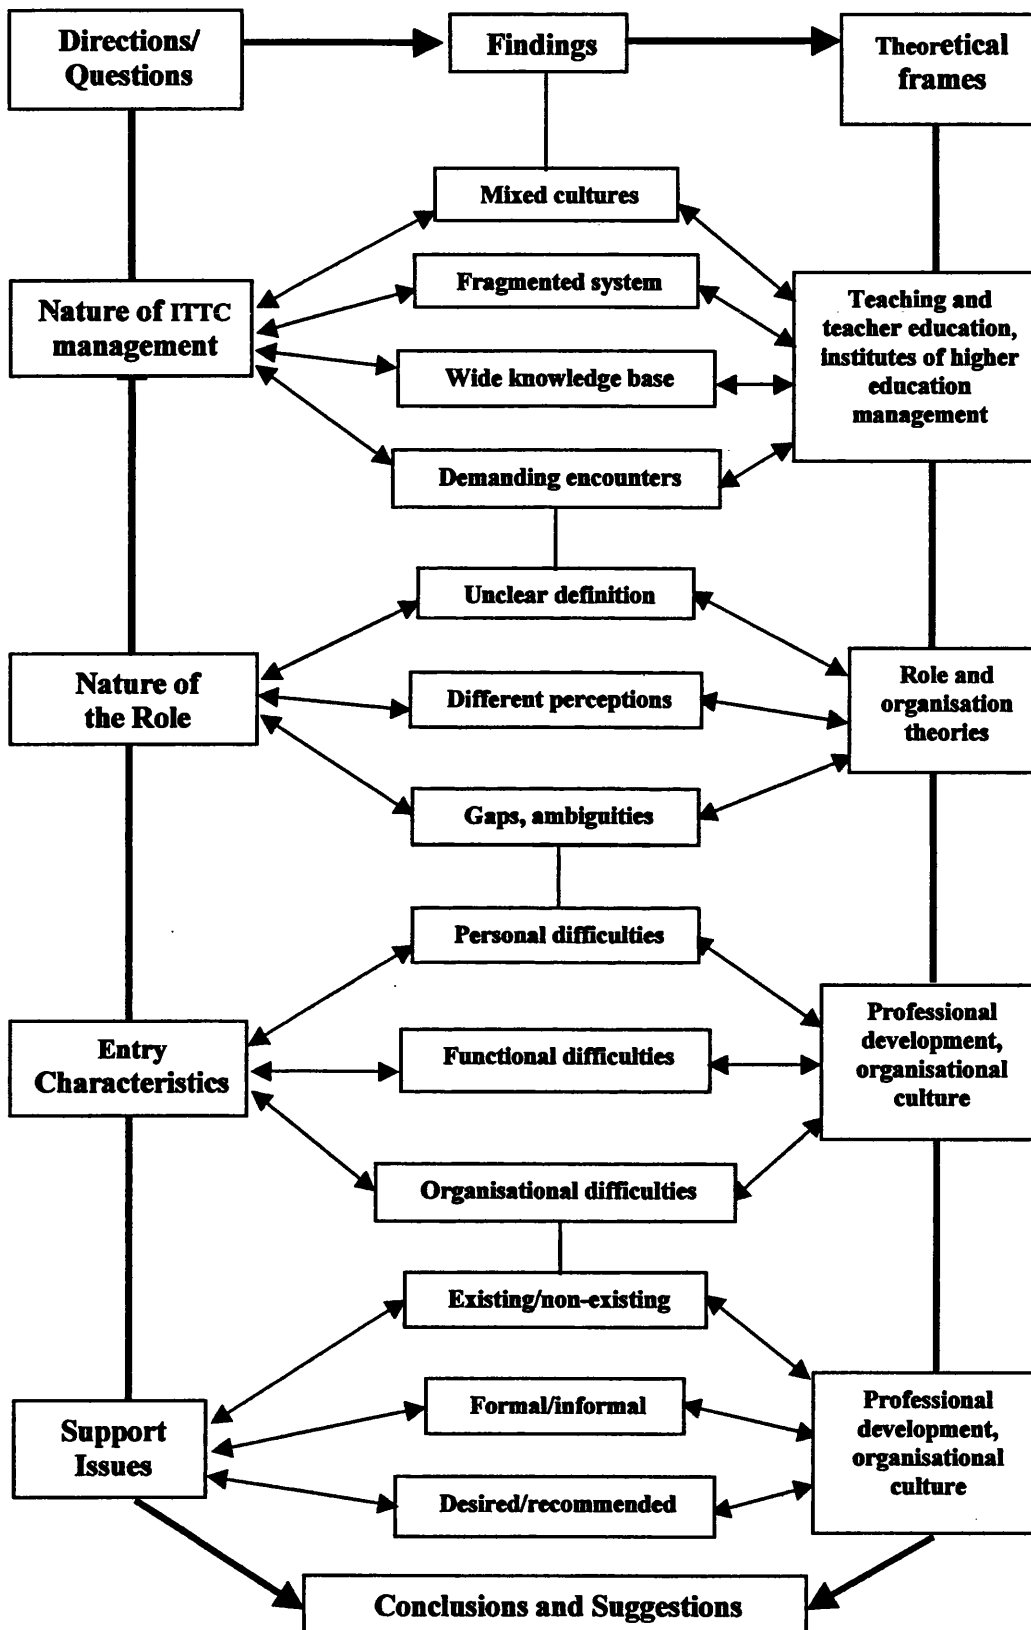 Directions/
Questions
Findings
Theoretical
frames
Mixed cultures
Fragmented system
Nature of ITTC
management
Wide knowledge base
Demanding encounters
Teaching and
teacher education,
institutes of higher
education
management
Unclear definition
Nature of
the Role
Different perceptions
Gaps, ambiguities
Role and
organisation
theories
Personal difficulties
Entry
Characteristics
Functional difficulties
Organisational difficulties
Professional
development,
organisational
culture
Existing/non-existing
Support
Issues
Formal/informal
Desired/recommended
Professional
development,
organisational
culture
Conclusions and Suggestions